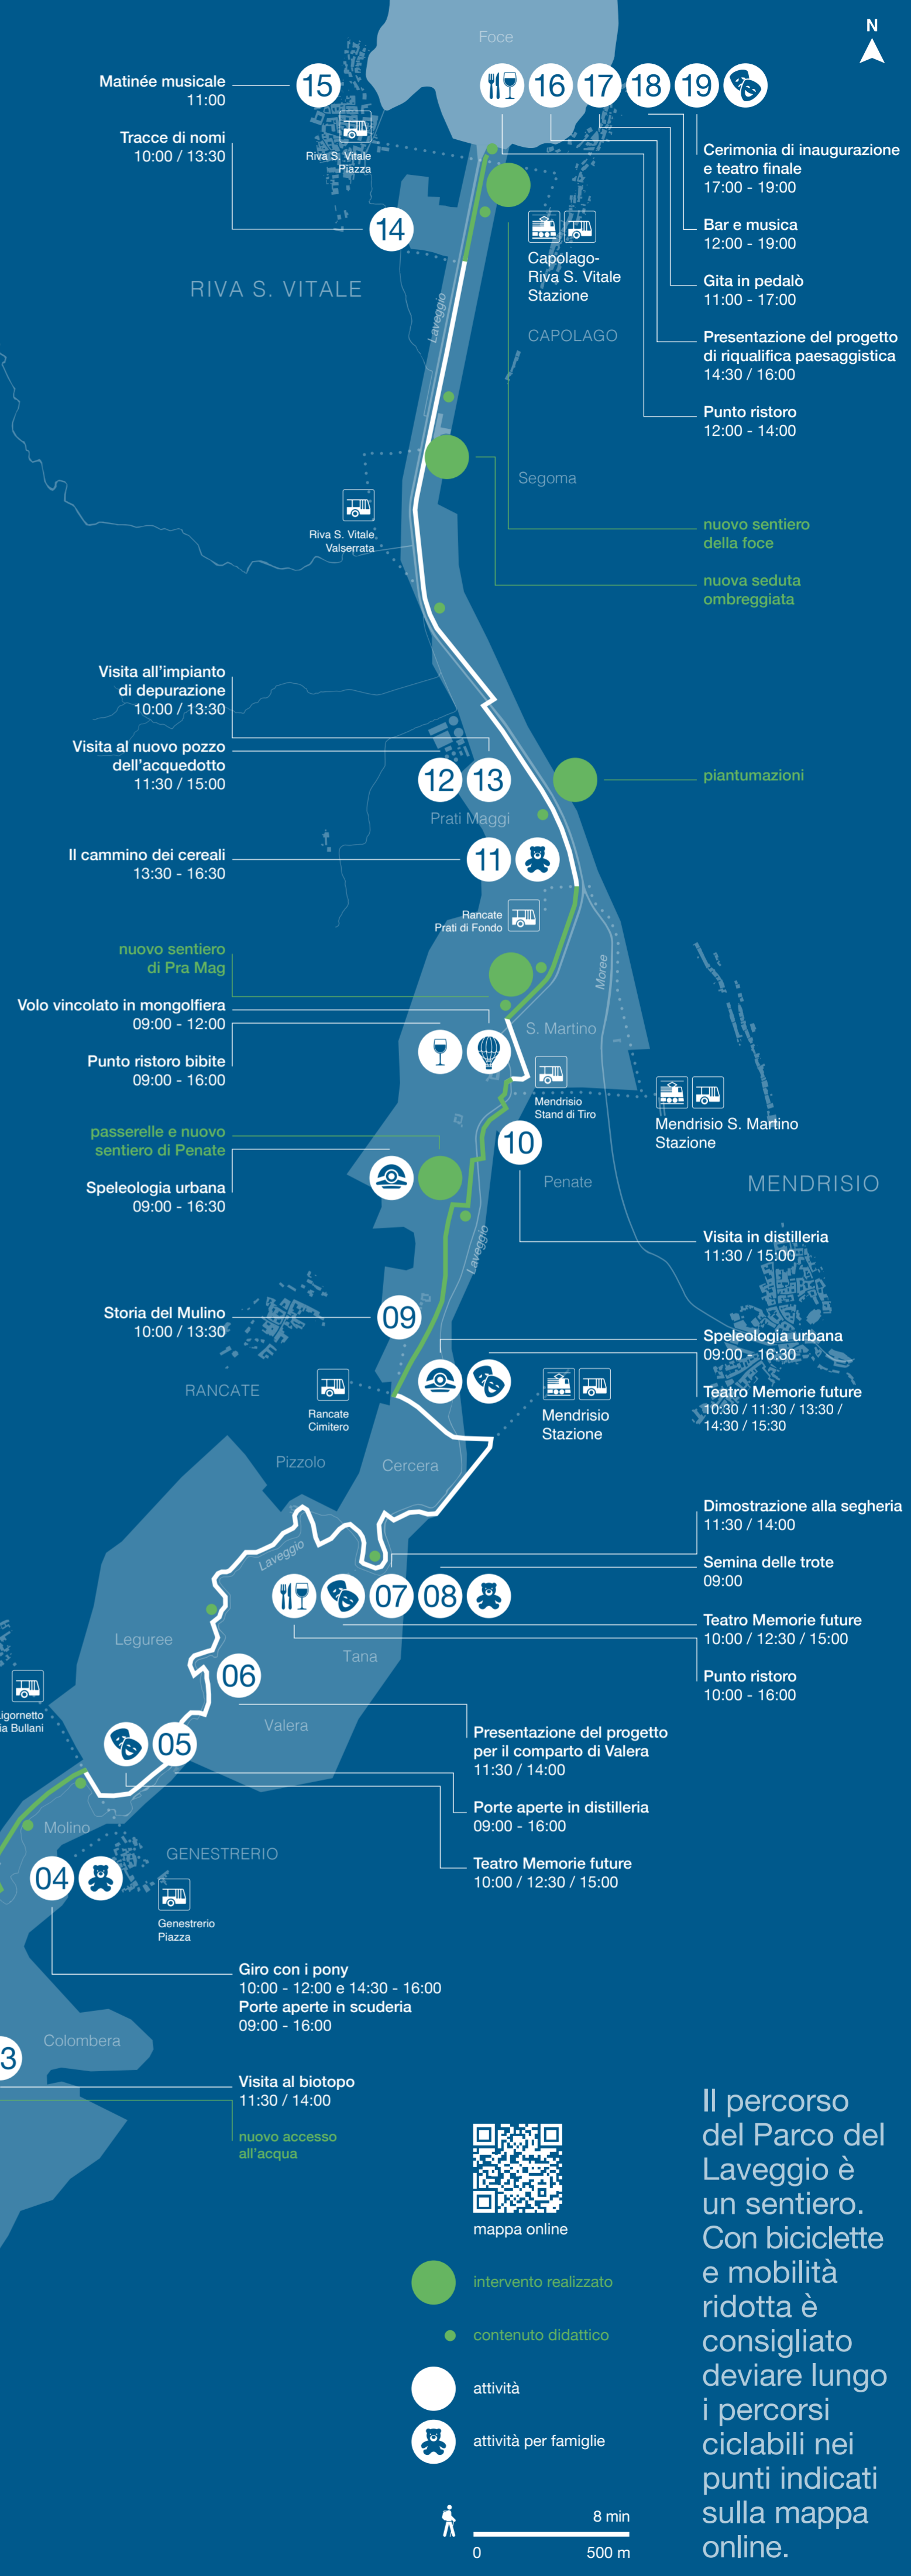 N
Foce
Matinée musicale
11:00
15
16
17
18
19
Tracce di nomi
10:00 / 13:30
Riva S. Vitale
Piazza
14
RIVA S. VITALE
Laveggio
Capolago-
Riva S. Vitale
Stazione
CAPOLAGO
Cerimonia di inaugurazione
e teatro finale
17:00 - 19:00
Bar e musica
12:00 - 19:00
Gita in pedalò
11:00 - 17:00
Presentazione del progetto
di riqualifica paesaggistica
14:30 / 16:00
Punto ristoro
12:00 - 14:00
Segoma
Riva S. Vitale
Valserrata
nuovo sentiero
della foce
nuova seduta
ombreggiata
Visita all'impianto
di depurazione
10:00 / 13:30
Visita al nuovo pozzo
dell'acquedotto
11:30 / 15:00
12
13
piantumazioni
Prati Maggi
Il cammino dei cereali
13:30 - 16:30
11
Rancate
Prati di Fondo
nuovo sentiero
di Pra Mag
Moree
Volo vincolato in mongolfiera
09:00 - 12:00
S. Martino
Punto ristoro bibite
09:00 - 16:00
Mendrisio
Stand di Tiro
Mendrisio S. Martino
Stazione
passerelle e nuovo
sentiero di Penate
10
Speleologia urbana
09:00 - 16:30
Penate
MENDRISIO
Laveggio
Visita in distilleria
11:30 / 15:00
Storia del Mulino
10:00 / 13:30
09
Speleologia urbana
09:00 - 16:30
RANCATE
Rancate
Cimitero
Mendrisio
Stazione
Teatro Memorie future
10:30 / 11:30 / 13:30 /
14:30 / 15:30
Pizzolo
Cercera
Dimostrazione alla segheria
11:30 / 14:00
Laveggio
Semina delle trote
09:00
07
08
Leguree
Tana
Teatro Memorie future
10:00 / 12:30 / 15:00
06
Punto ristoro
10:00 - 16:00
igornetto
ia Bullani
Valera
05
Presentazione del progetto
per il comparto di Valera
11:30 / 14:00
Porte aperte in distilleria
09:00 - 16:00
Molino
GENESTRERIO
Teatro Memorie future
10:00 / 12:30 / 15:00
04
Genestrerio
Piazza
Giro con i pony
10:00 - 12:00 e 14:30 - 16:00
Porte aperte in scuderia
09:00 - 16:00
Colombera
3
Visita al biotopo
11:30 / 14:00
nuovo accesso
all'acqua
mappa online
intervento realizzato
contenuto didattico
attività
attività per famiglie
8 min
0
500 m
Il percorso
del Parco del
Laveggio è
un sentiero.
Con biciclette
e mobilità
ridotta è
consigliato
deviare lungo
i percorsi
ciclabili nei
punti indicati
sulla mappa
online.